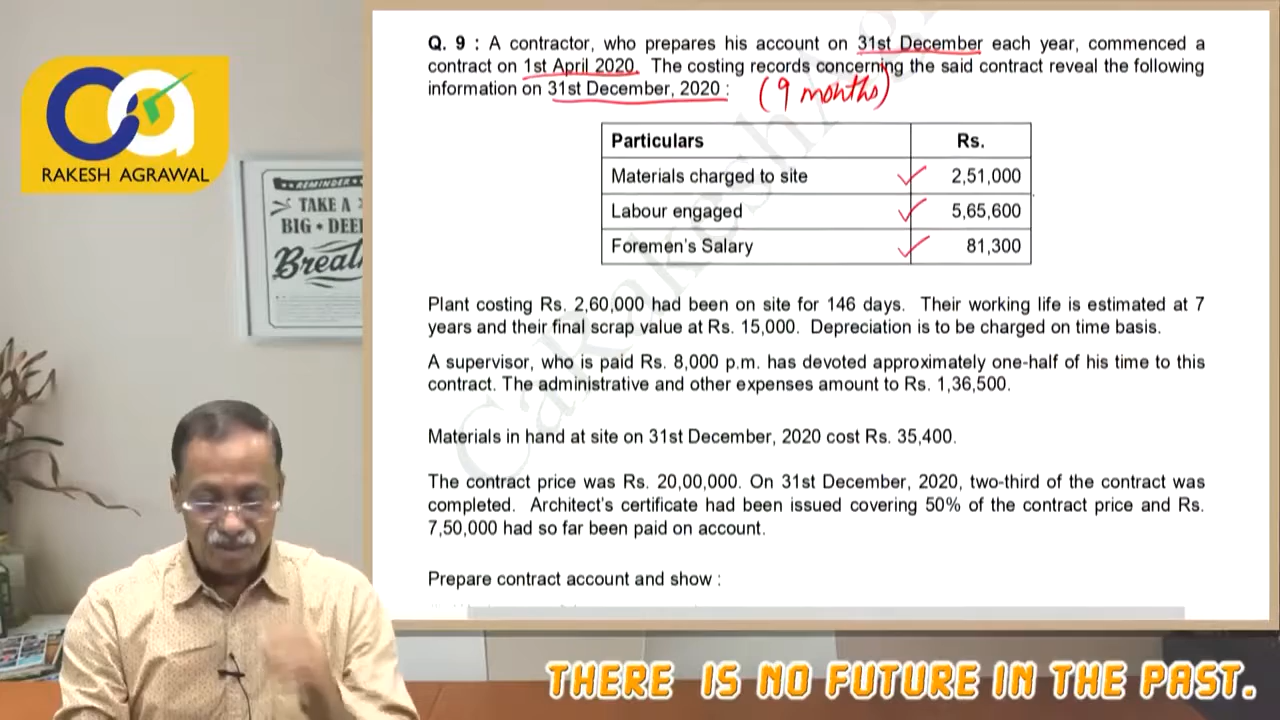 RAKESH AGRAWAL
REMINDER
TAKE A
BIG • DEE
Breat
Q. 9 : A contractor, who prepares his account on 31st December each year, commenced a
contract on 1st April 2020. The costing records concerning the said contract reveal the following
information on 31st December, 2020 : (9 months)
Particulars Rs.
Materials charged to site 2,51,000
Labour engaged 5,65,600
Foremen's Salary 81,300
Plant costing Rs. 2,60,000 had been on site for 146 days. Their working life is estimated at 7
years and their final scrap value at Rs. 15,000. Depreciation is to be charged on time basis.
A supervisor, who is paid Rs. 8,000 p.m. has devoted approximately one-half of his time to this
contract. The administrative and other expenses amount to Rs. 1,36,500.
Materials in hand at site on 31st December, 2020 cost Rs. 35,400.
The contract price was Rs. 20,00,000. On 31st December, 2020, two-third of the contract was
completed. Architect's certificate had been issued covering 50% of the contract price and Rs.
7,50,000 had so far been paid on account.
Prepare contract account and show :
THERE IS NO FUTURE IN THE PAST.